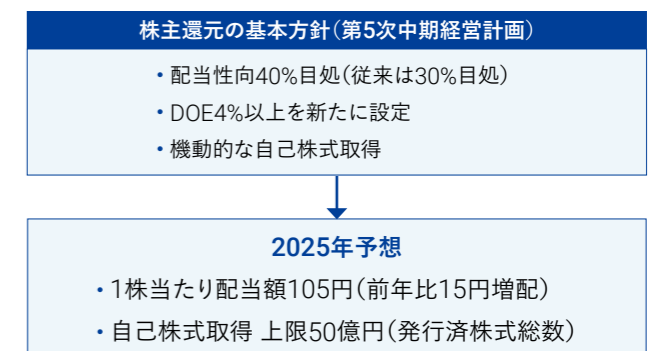 株主還元の基本方針（第5次中期経営計画）
・配当性向40%目処（従来は30%目処）
・DOE4%以上を新たに設定
・機動的な自己株式取得
2025年予想
・1株当たり配当額105円（前年比15円増配）
・自己株式取得 上限50億円（発行済株式総数）